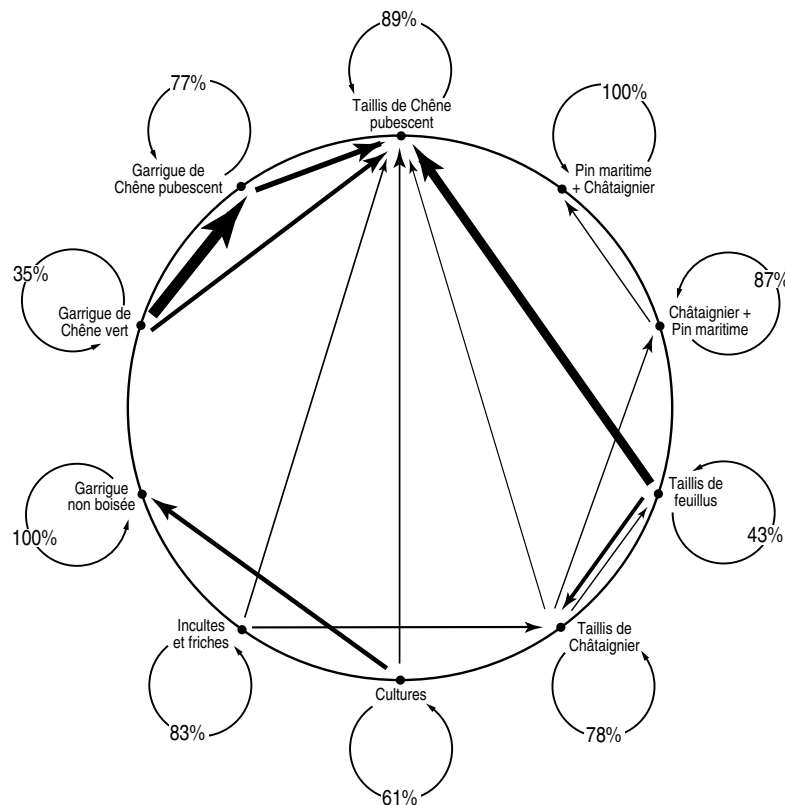 89%
Taillis de Chêne
pubescent
77%
Garrigue de
Chêne pubescent
100%
Pin maritime
+ Châtaignier
35%
Garrigue de
Chêne vert
87%
Châtaignier +
Pin maritime
Garrigue
non boisée
100%
Taillis de
feuillus
43%
Incultes
et friches
83%
Cultures
61%
Taillis de
Châtaignier
78%